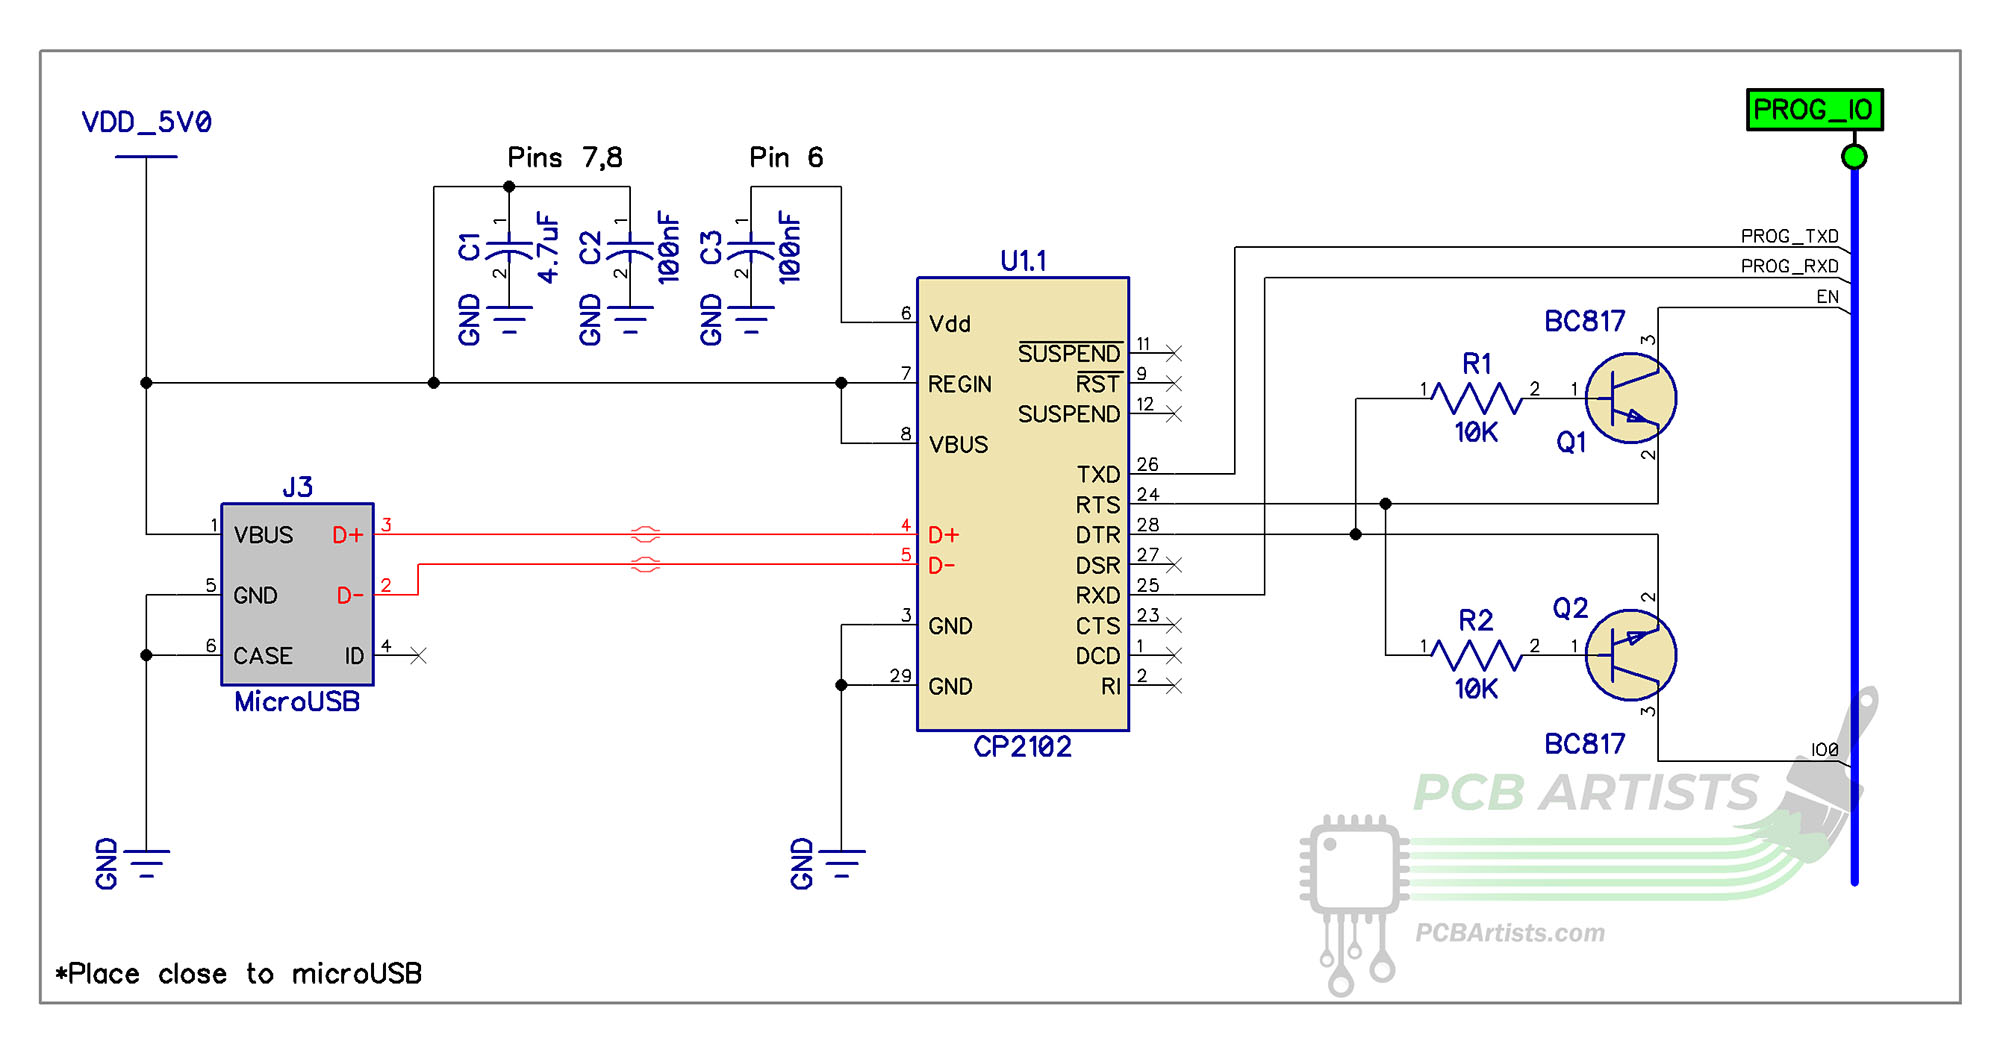 VDD_5V0
Pins 7,8
Pin 6
PROG_IO
1
C1
4.7uF
2
GND
1
C2
100nF
2
GND
1
C3
100nF
2
GND
PROG_TXD
PROG_RXD
EN
U1.1
6 Vdd
7 REGIN
8 VBUS
4 D+
5 D-
3 GND
29 GND
SUSPEND 11
RST 9
SUSPEND 12
TXD 26
RTS 24
DTR 28
DSR 27
RXD 25
CTS 23
DCD 1
RI 2
CP2102
GND
J3
1 VBUS D+ 3
5 GND D- 2
6 CASE ID 4
MicroUSB
GND
BC817
3
R1
1 2 1
10K
Q1
2
Q2
2
R2
1 2 1
10K
3
BC817
IO0
PCB ARTISTS
PCBArtists.com
*Place close to microUSB